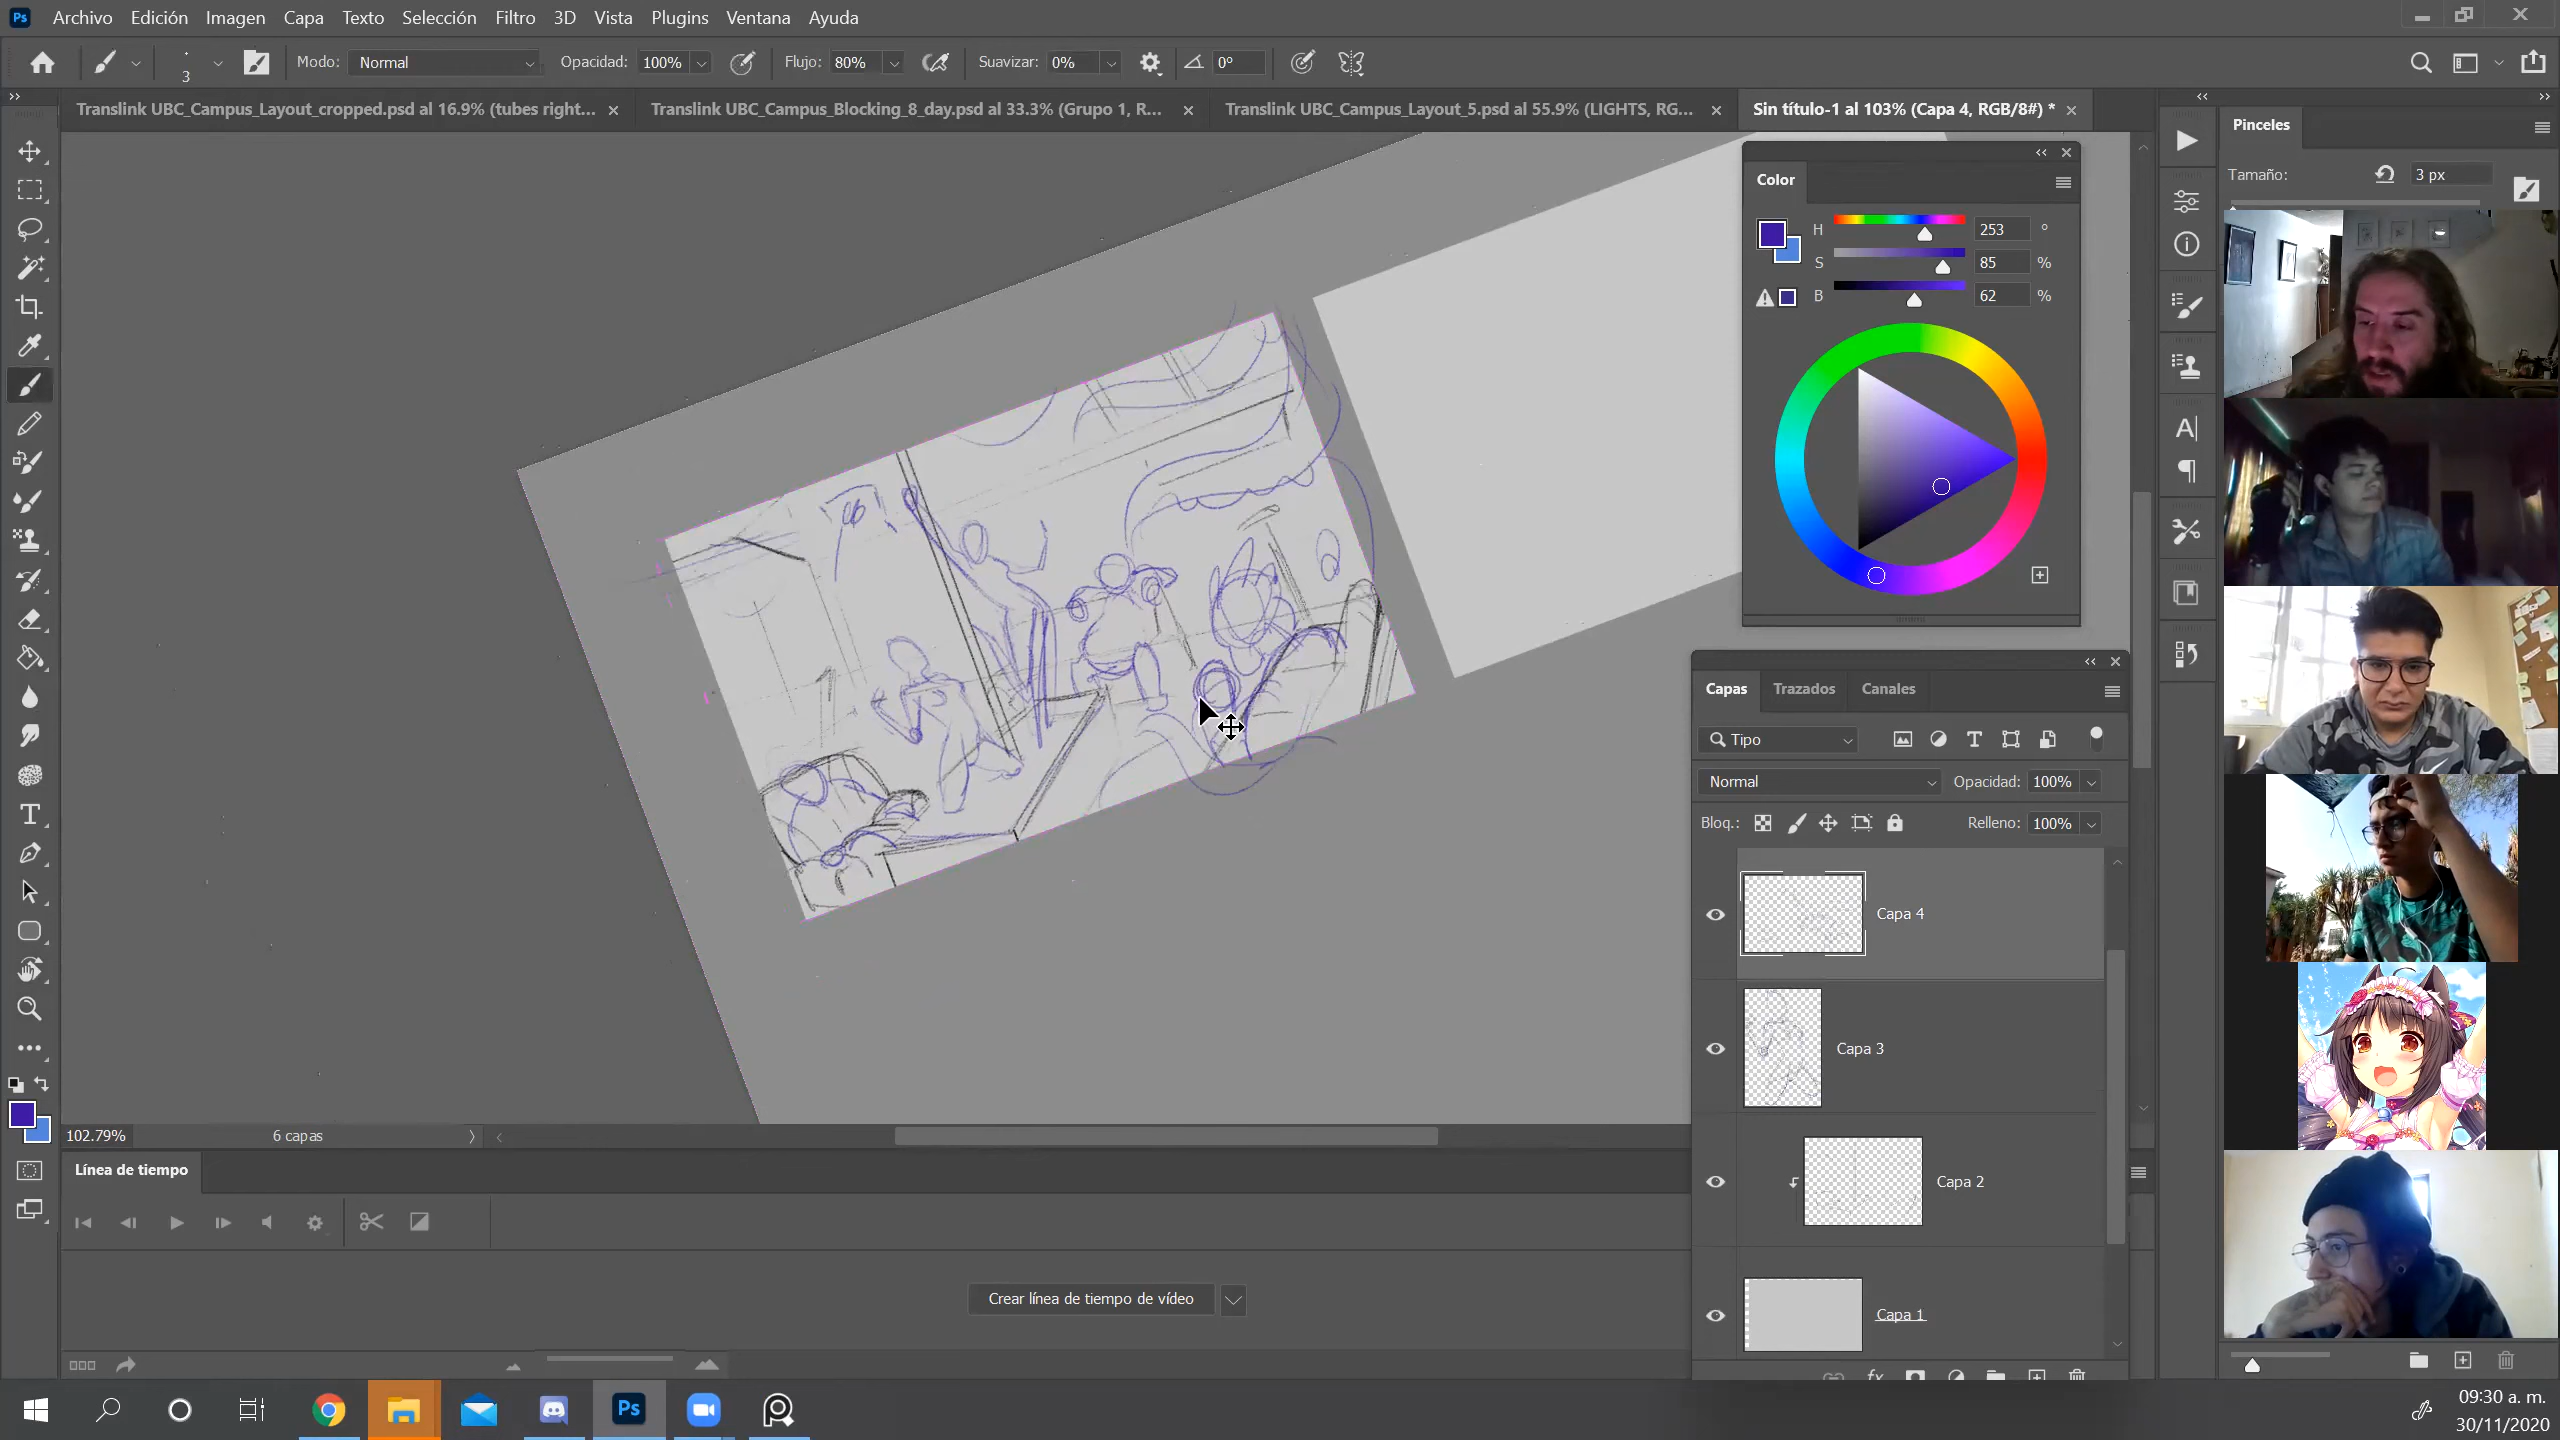 Ps Archivo Edición Imagen Capa Texto Selección Filtro 3D Vista Plugins Ventana Ayuda
3 Modo: Normal Opacidad: 100% Flujo: 80% Suavizar: 0% 0°
Translink UBC_Campus_Layout_cropped.psd al 16.9% (tubes right... Translink UBC_Campus_Blocking_8_day.psd al 33.3% (Grupo 1, R... Translink UBC_Campus_Layout_5.psd al 55.9% (LIGHTS, RG... Sin título-1 al 103% (Capa 4, RGB/8#) *
Pinceles
Tamaño: 3 px
Color
H 253 °
S 85 %
B 62 %
Capas Trazados Canales
Tipo
Normal Opacidad: 100%
Bloq.: Relleno: 100%
Capa 4
Capa 3
Capa 2
Capa 1
102.79% 6 capas
Línea de tiempo
Crear línea de tiempo de vídeo
fx
Ps
09:30 a. m.
30/11/2020